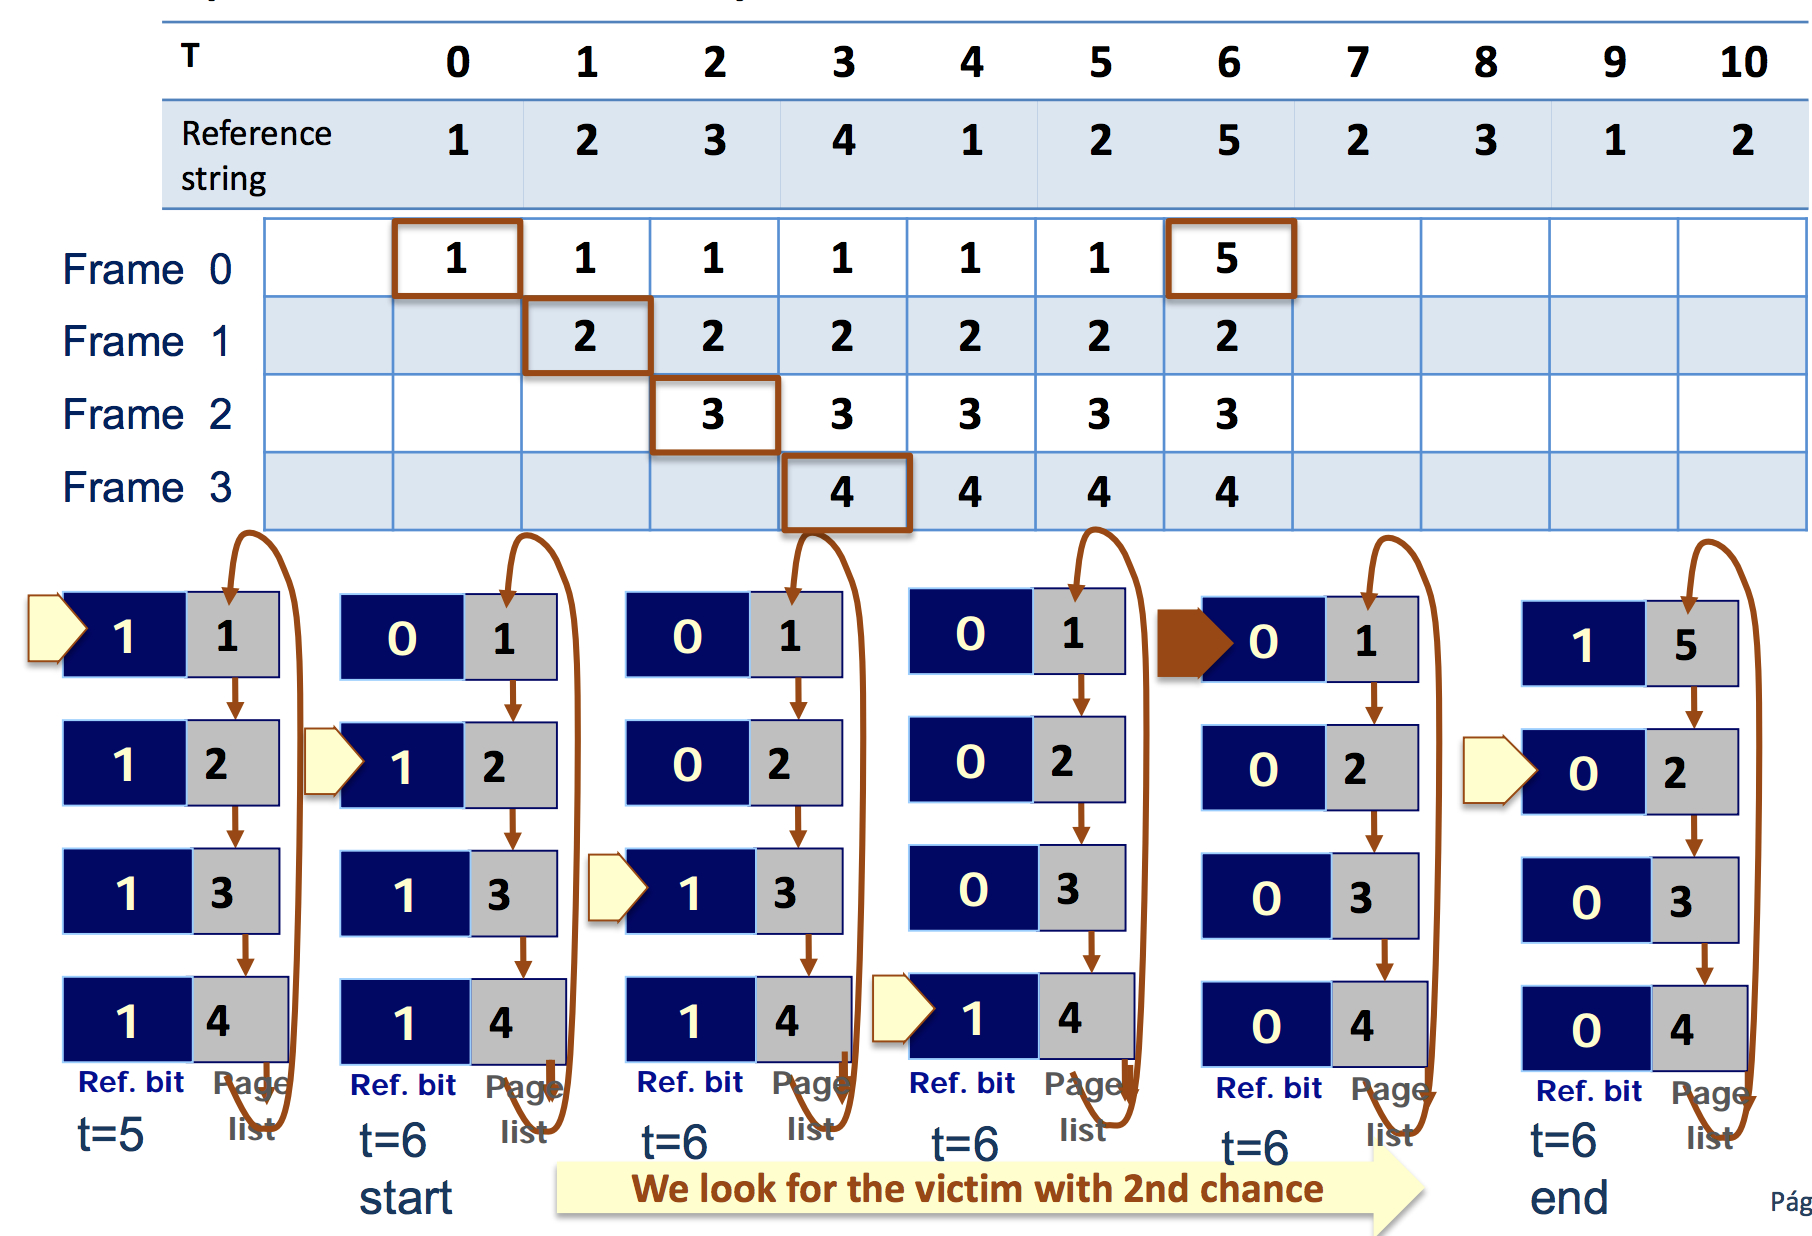 T 0 1 2 3 4 5 6 7 8 9 10
Reference 1 2 3 4 1 2 5 2 3 1 2
string
Frame 0 1 1 1 1 1 1 5
Frame 1 2 2 2 2 2 2
Frame 2 3 3 3 3 3
Frame 3 4 4 4 4
1 1 0 1 0 1 0 1 0 1 1 5
1 2 1 2 0 2 0 2 0 2 0 2
1 3 1 3 1 3 0 3 0 3 0 3
1 4 1 4 1 4 1 4 0 4 0 4
Ref. bit Page Ref. bit Page Ref. bit Page Ref. bit Page Ref. bit Page Ref. bit Page
t=5 list t=6 list t=6 list t=6 list t=6 list t=6 list
start We look for the victim with 2nd chance end Pág